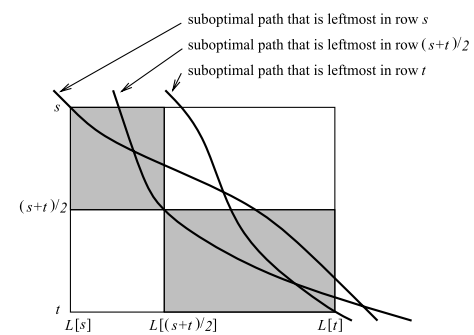 suboptimal path that is leftmost in row s
suboptimal path that is leftmost in row (s+t)/2
suboptimal path that is leftmost in row t
s
(s+t)/2
t
L[s] L[(s+t)/2] L[t]